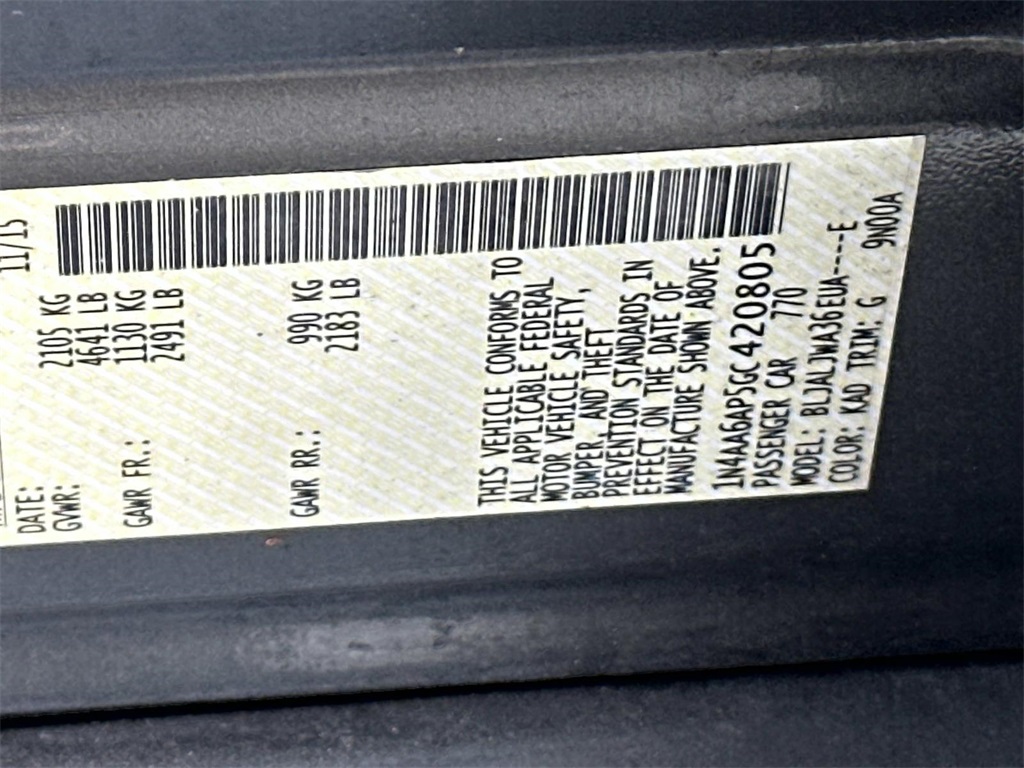 DATE: 11/15
GVWR: 2105 KG
4641 LB
GAWR FR.: 1130 KG
2491 LB
GAWR RR.: 990 KG
2183 LB
THIS VEHICLE CONFORMS TO
ALL APPLICABLE FEDERAL
MOTOR VEHICLE SAFETY,
BUMPER, AND THEFT
PREVENTION STANDARDS IN
EFFECT ON THE DATE OF
MANUFACTURE SHOWN ABOVE.
1N4AA6AP5GC420805
PASSENGER CAR 770
MODEL: BLJALJWA36EUA-----E
COLOR: KAD TRIM: G 9N00A